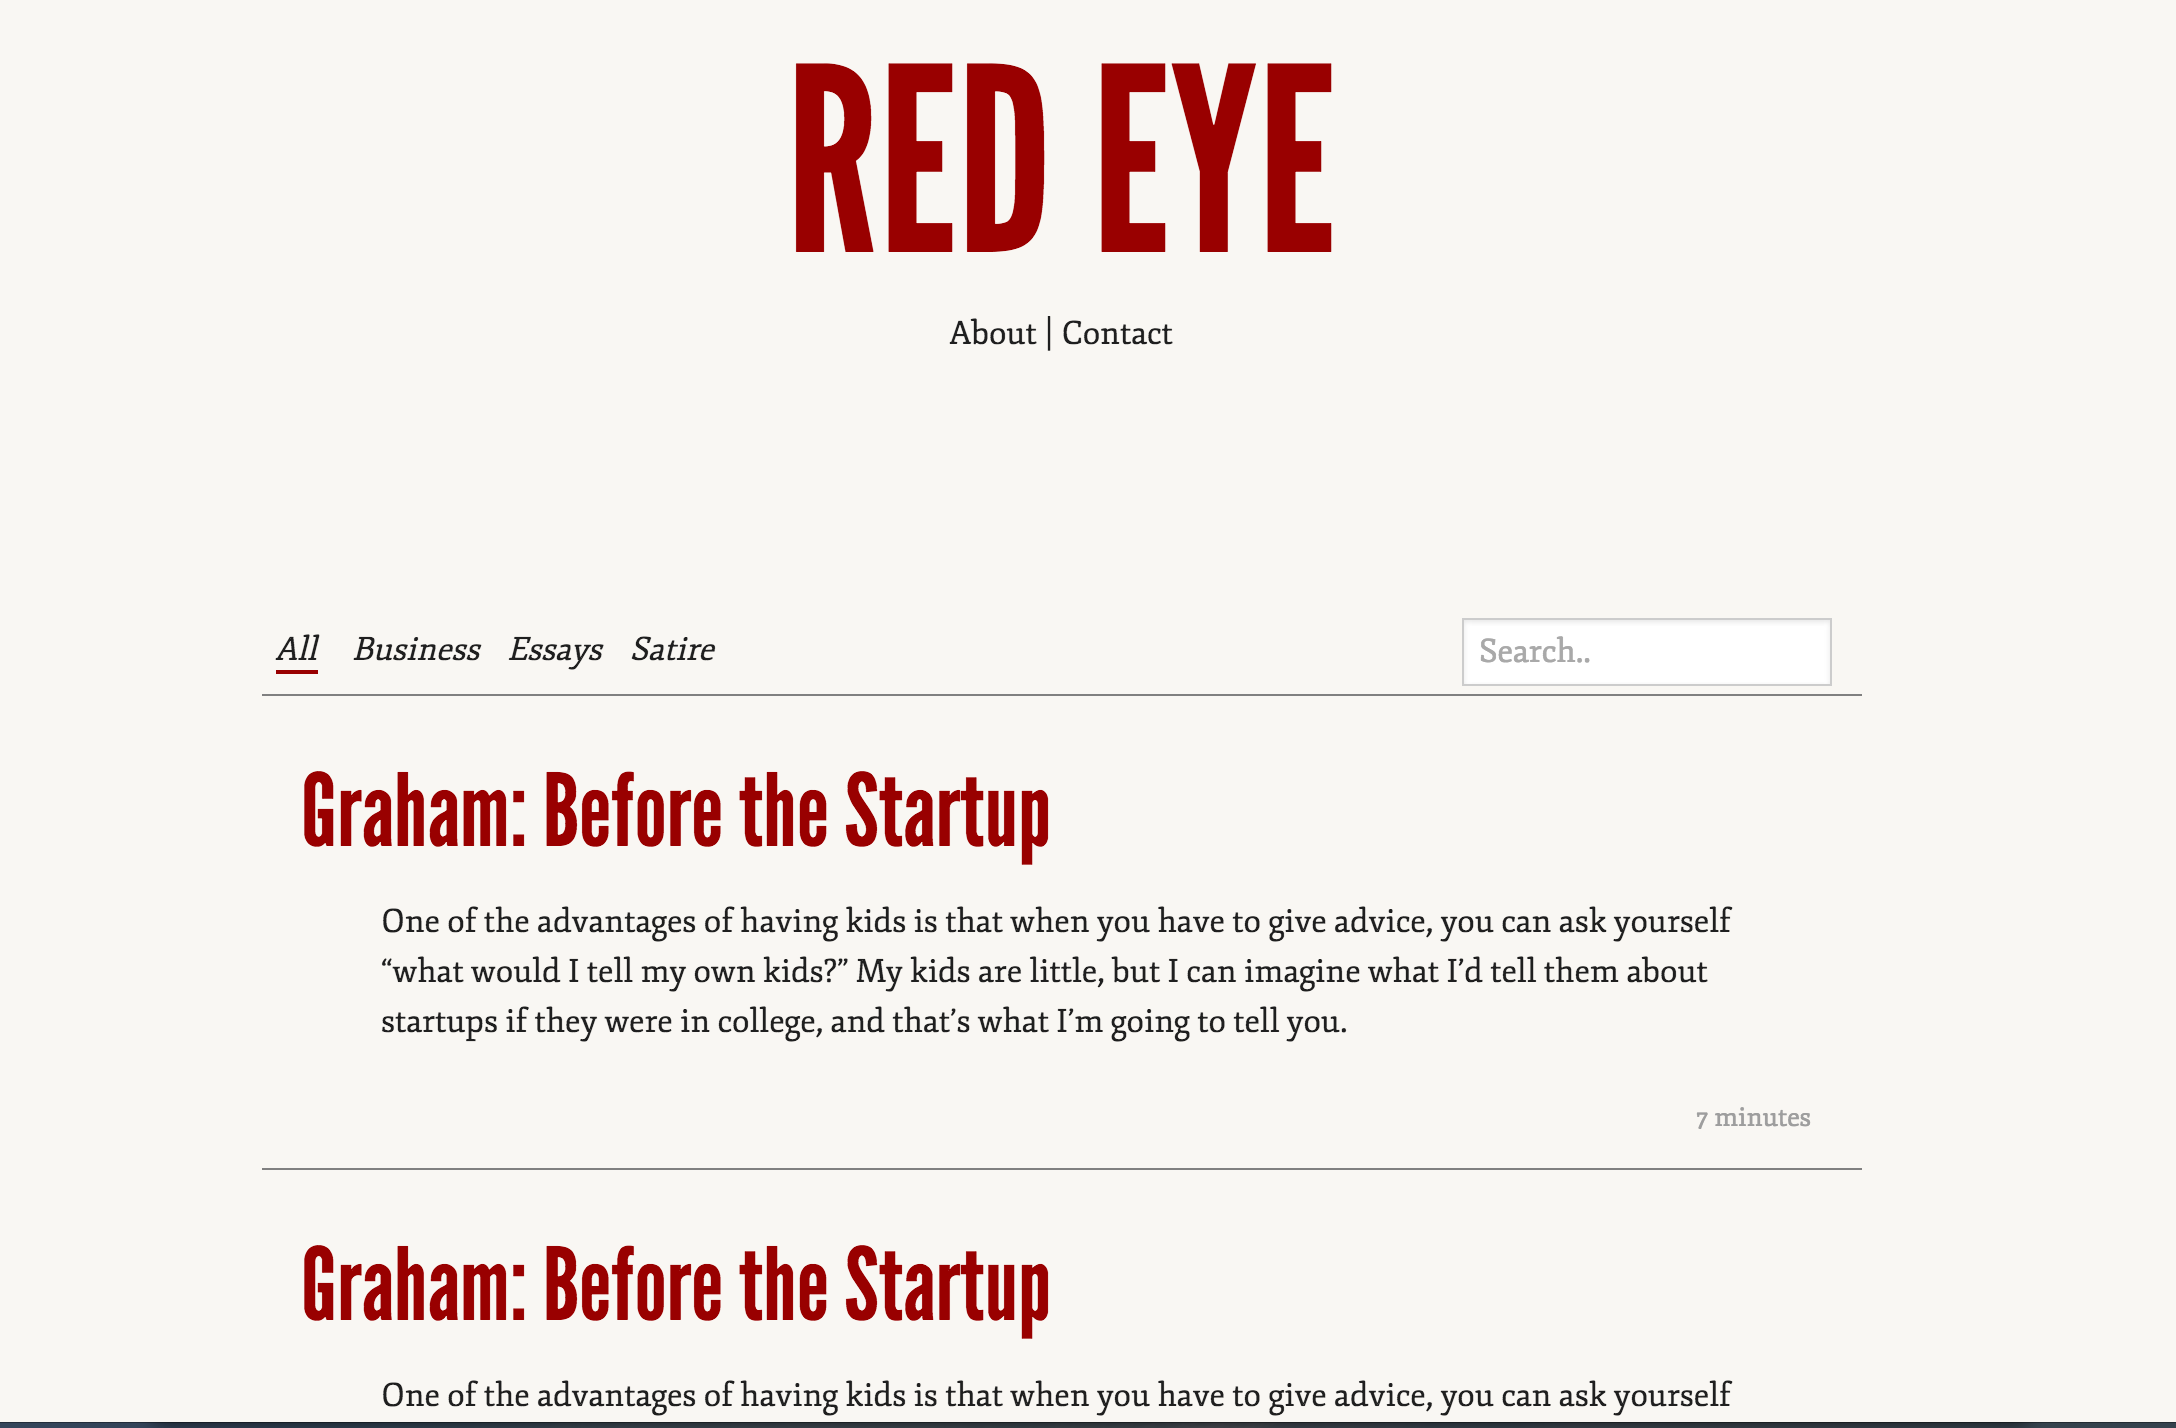 RED EYE
About | Contact
All Business Essays Satire Search..
Graham: Before the Startup
One of the advantages of having kids is that when you have to give advice, you can ask yourself
“what would I tell my own kids?” My kids are little, but I can imagine what I’d tell them about
startups if they were in college, and that’s what I’m going to tell you.
7 minutes
Graham: Before the Startup
One of the advantages of having kids is that when you have to give advice, you can ask yourself